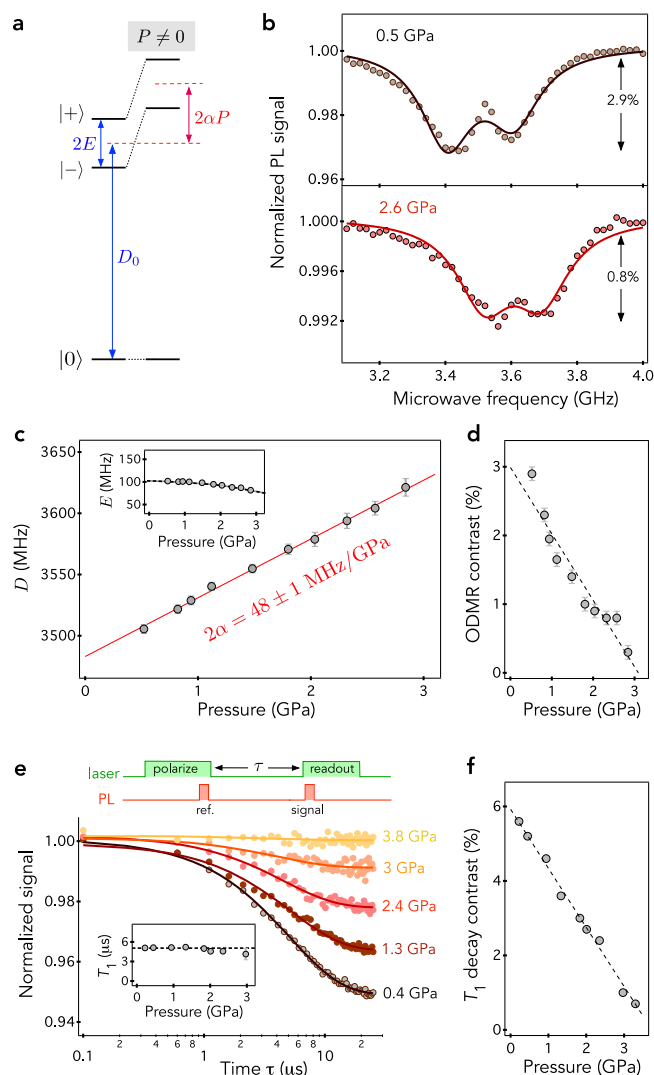 a
P ≠ 0
|+⟩
2E
|−⟩
2αP
D₀
|0⟩
b
Normalized PL signal
1.00
0.98
0.96
0.5 GPa
2.9%
1.000
0.996
0.992
2.6 GPa
0.8%
3.2 3.4 3.6 3.8 4.0
Microwave frequency (GHz)
c
D (MHz)
3650
3600
3550
3500
E (MHz)
150
100
50
0 1 2 3
Pressure (GPa)
2α = 48 ± 1 MHz/GPa
0 1 2 3
Pressure (GPa)
d
ODMR contrast (%)
3
2
1
0
0 1 2 3
Pressure (GPa)
e
laser
polarize
τ
readout
PL
ref.
signal
Normalized signal
1.00
0.98
0.96
0.94
3.8 GPa
3 GPa
2.4 GPa
1.3 GPa
0.4 GPa
T₁ (μs)
9
6
3
0
0 1 2 3
Pressure (GPa)
0.1 2 4 6 8 1 2 4 6 8 10 2
Time τ (μs)
f
T₁ decay contrast (%)
6
4
2
0
0 1 2 3
Pressure (GPa)